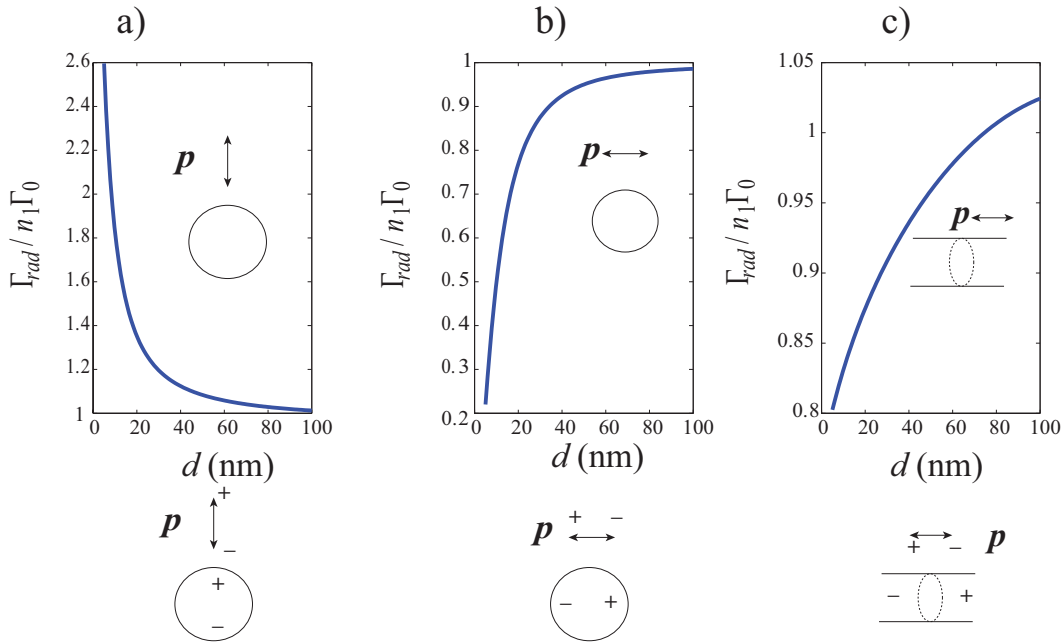 a)
2.6
2.4
2.2
2
1.8
1.6
1.4
1.2
1
Γrad / n1Γ0
p
0 20 40 60 80 100
d (nm)
+
p
−
+
−
b)
1
0.9
0.8
0.7
0.6
0.5
0.4
0.3
0.2
Γrad / n1Γ0
p
0 20 40 60 80 100
d (nm)
+ −
p
− +
c)
1.05
1
0.95
0.9
0.85
0.8
Γrad / n1Γ0
p
0 20 40 60 80 100
d (nm)
p
+ −
− +